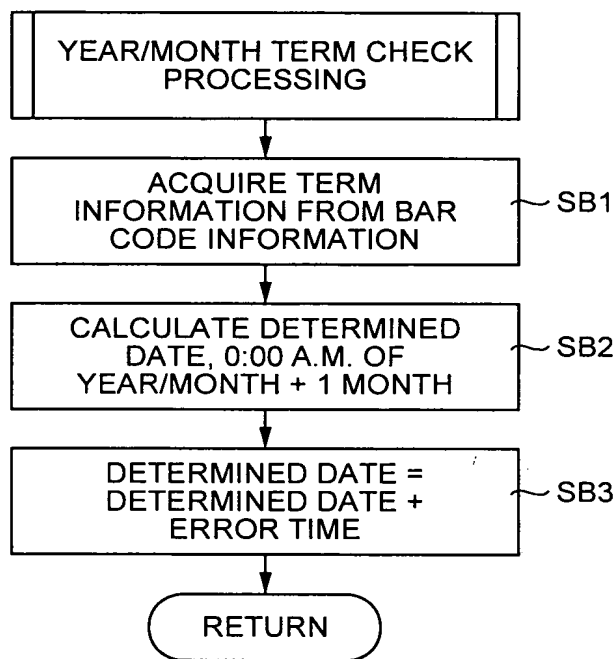 YEAR/MONTH TERM CHECK
PROCESSING
ACQUIRE TERM
INFORMATION FROM BAR
CODE INFORMATION
SB1
CALCULATE DETERMINED
DATE, 0:00 A.M. OF
YEAR/MONTH + 1 MONTH
SB2
DETERMINED DATE =
DETERMINED DATE +
ERROR TIME
SB3
RETURN